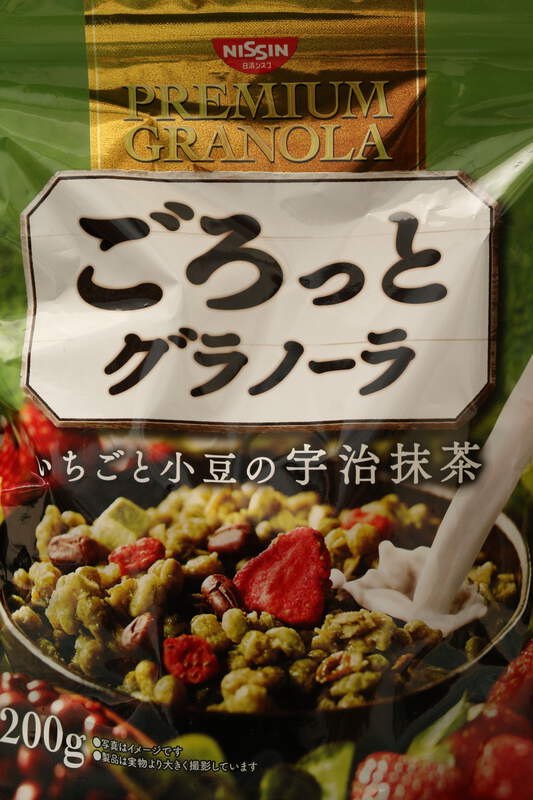 NISSIN
日清シスコ
PREMIUM
GRANOLA
ごろっと
グラノーラ
いちごと小豆の宇治抹茶
200g
●写真はイメージです
●製品は実物より大きく撮影しています